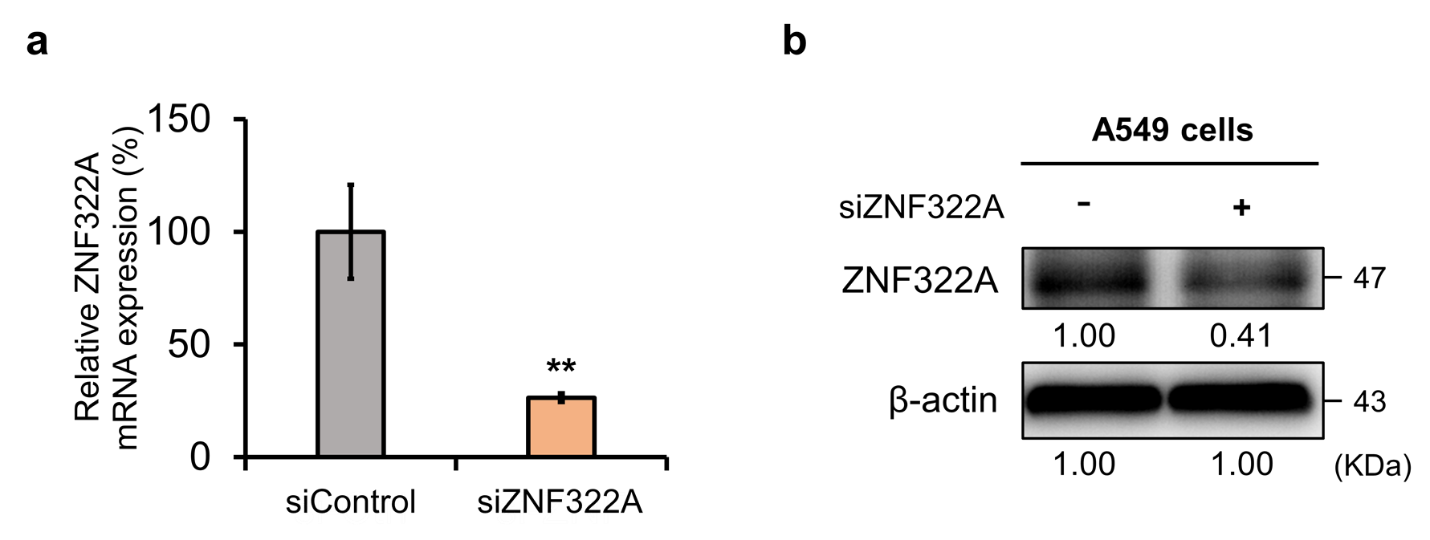 a
Relative ZNF322A
mRNA expression (%)
150
100
50
0
**
siControl siZNF322A
b
A549 cells
siZNF322A - +
ZNF322A 47
1.00 0.41
β-actin 43
1.00 1.00 (KDa)